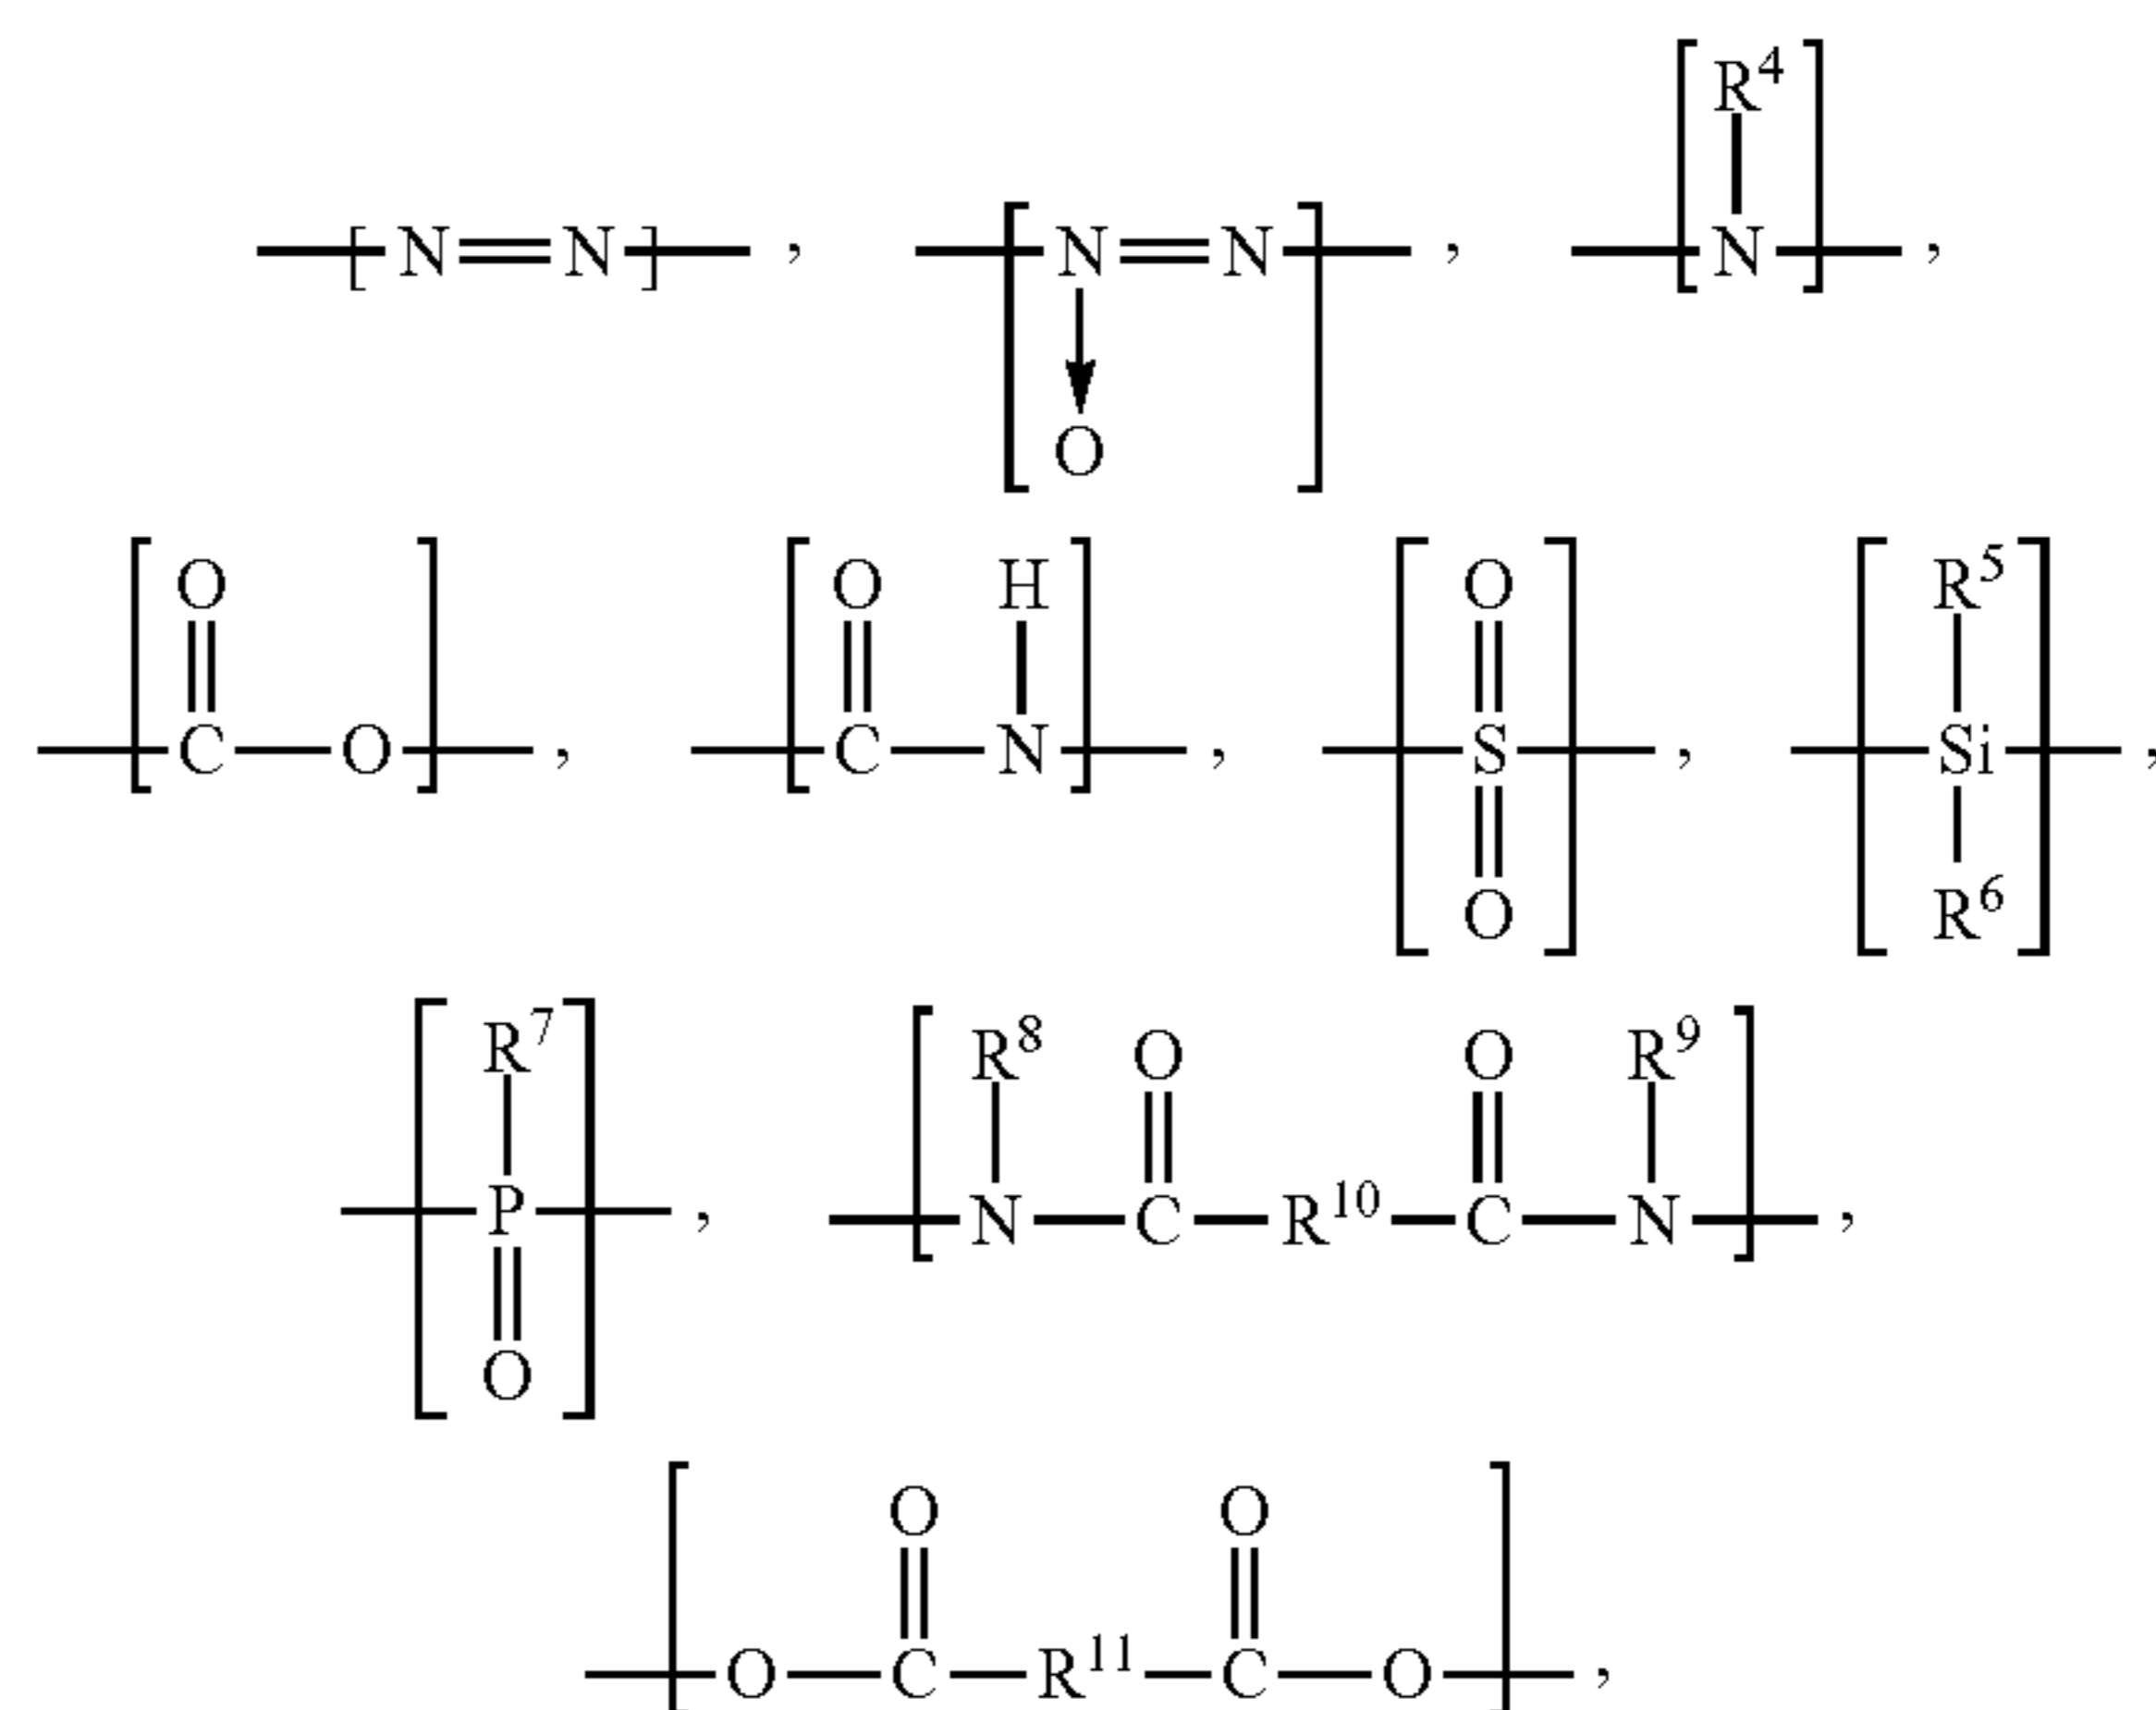 R⁴
[ N=N ] , [ N=N ] , [ N ] ,
O
O O H O R⁵
[ C—O ] , [ C—N ] , [ S ] , [ Si ] ,
O R⁶
R⁷ R⁸ O O R⁹
[ P ] , [ N—C—R¹⁰—C—N ] ,
O
O O
[ O—C—R¹¹—C—O ] ,